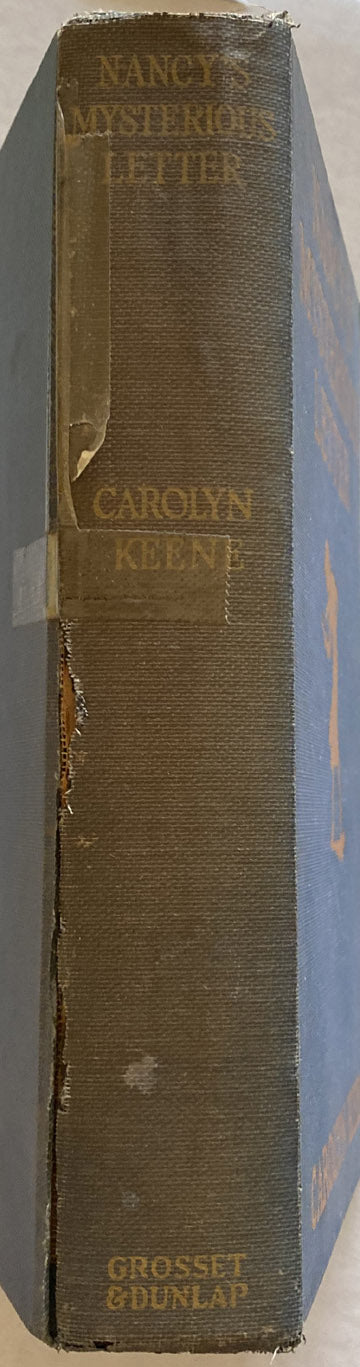 NANCY'S
MYSTERIOUS
LETTER
CAROLYN
KEENE
GROSSET
& DUNLAP